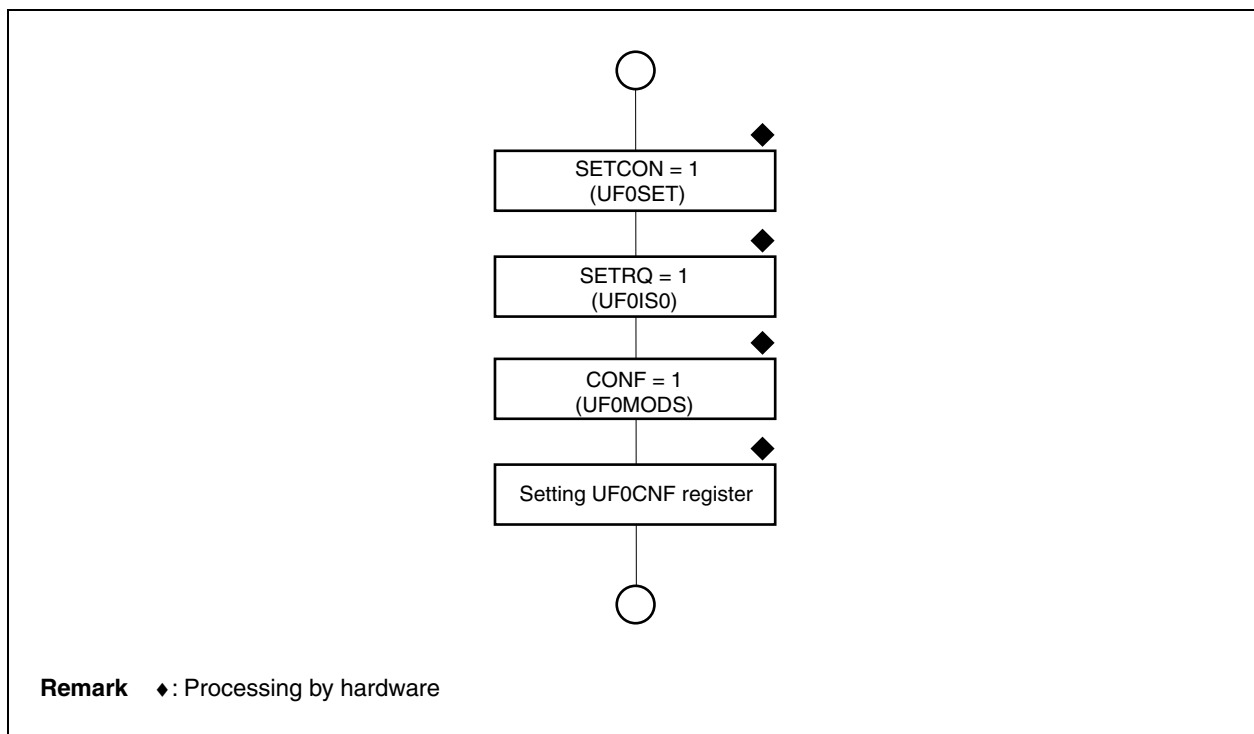 SETCON = 1
(UF0SET)
SETRQ = 1
(UF0IS0)
CONF = 1
(UF0MODS)
Setting UF0CNF register
Remark ♦: Processing by hardware